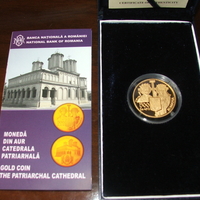 BANCA NAȚIONALĂ A ROMÂNIEI
NATIONAL BANK OF ROMANIA
MONEDĂ
DIN AUR
CATEDRALA
PATRIARHALĂ
GOLD COIN
THE PATRIARCHAL CATHEDRAL